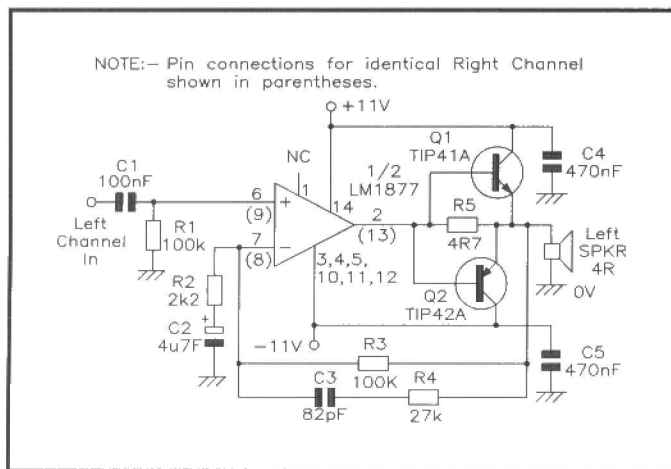 NOTE:- Pin connections for identical Right Channel
shown in parentheses.
+11V
Q1
TIP41A
C4
470nF
C1
100nF
NC
1
14
1/2
LM1877
6
+
(9)
2
(13)
R5
4R7
Left
SPKR
4R
0V
Left
Channel
In
R1
100k
7
-
(8)
3,4,5,
10,11,12
Q2
TIP42A
R2
2k2
+
C2
4u7F
-11V
R3
100K
C5
470nF
C3
82pF
R4
27k